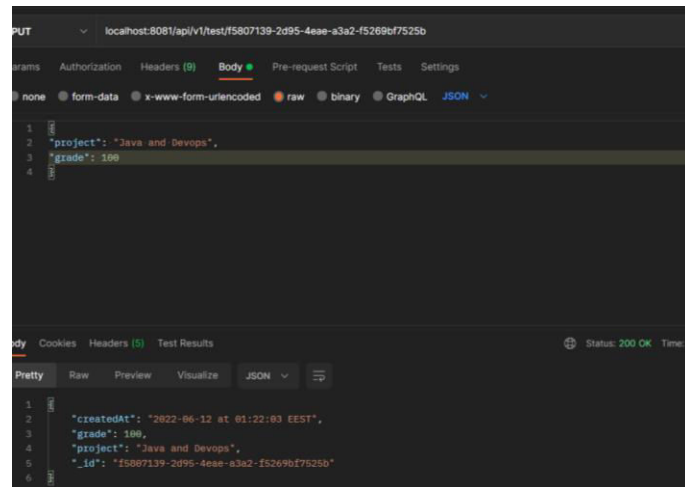 PUT localhost:8081/api/v1/test/f5807139-2d95-4eae-a3a2-f5269bf7525b
arams Authorization Headers (9) Body Pre-request Script Tests Settings
none form-data x-www-form-urlencoded raw binary GraphQL JSON
1 {
2 "project": "Java and Devops",
3 "grade": 100
4 }
ody Cookies Headers (5) Test Results Status: 200 OK Time:
Pretty Raw Preview Visualize JSON
1 {
2 "createdAt": "2022-06-12 at 01:22:03 EEST",
3 "grade": 100,
4 "project": "Java and Devops",
5 "_id": "f5807139-2d95-4eae-a3a2-f5269bf7525b"
6 }